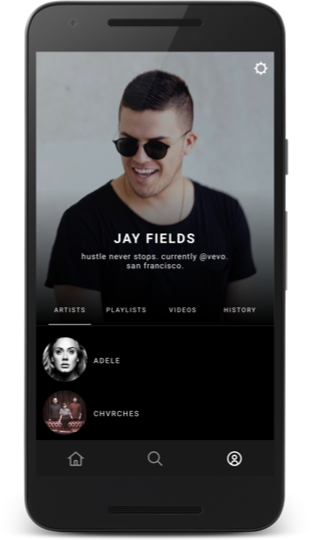 JAY FIELDS
hustle never stops. currently @vevo.
san francisco.
ARTISTS PLAYLISTS VIDEOS HISTORY
ADELE
CHVRCHES